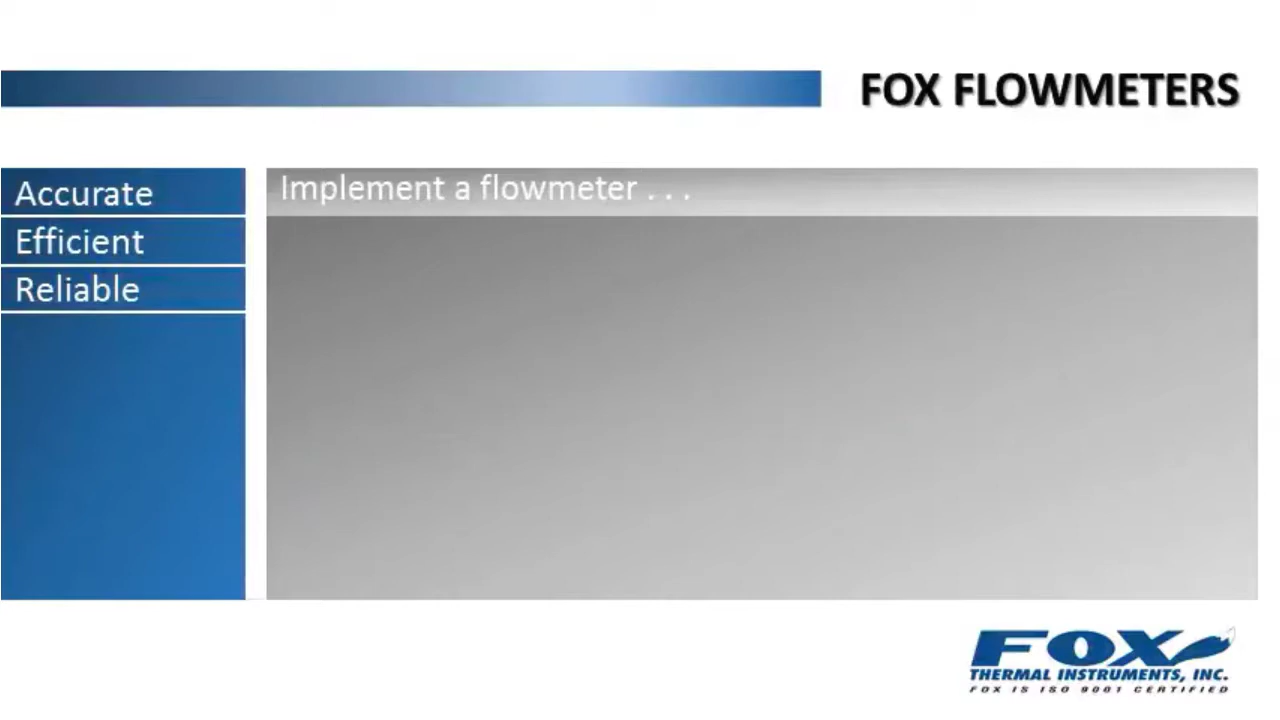 FOX FLOWMETERS
Accurate
Efficient
Reliable
Implement a flowmeter . . .
FOX
THERMAL INSTRUMENTS, INC.
FOX IS ISO 9001 CERTIFIED